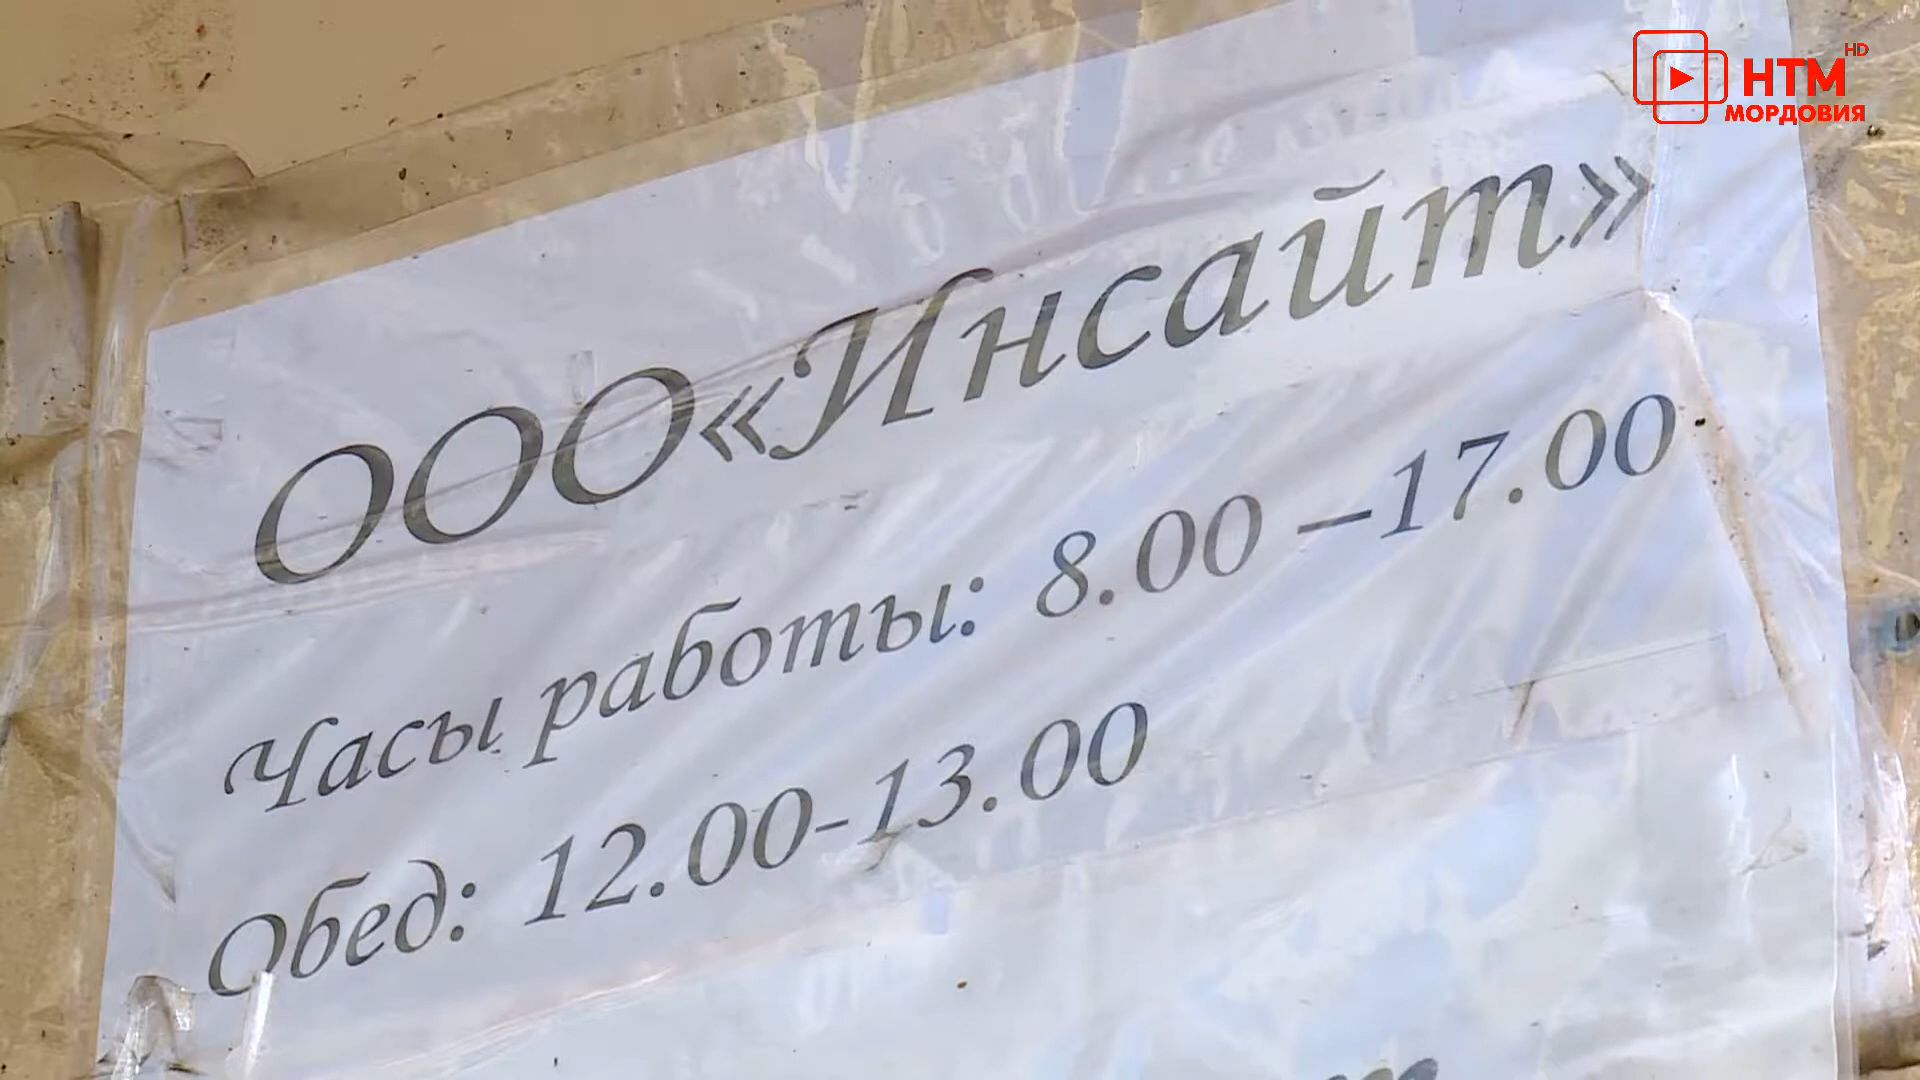 НТМ HD
МОРДОВИЯ
ООО«Инсайт»
Часы работы: 8.00 –17.00
Обед: 12.00-13.00